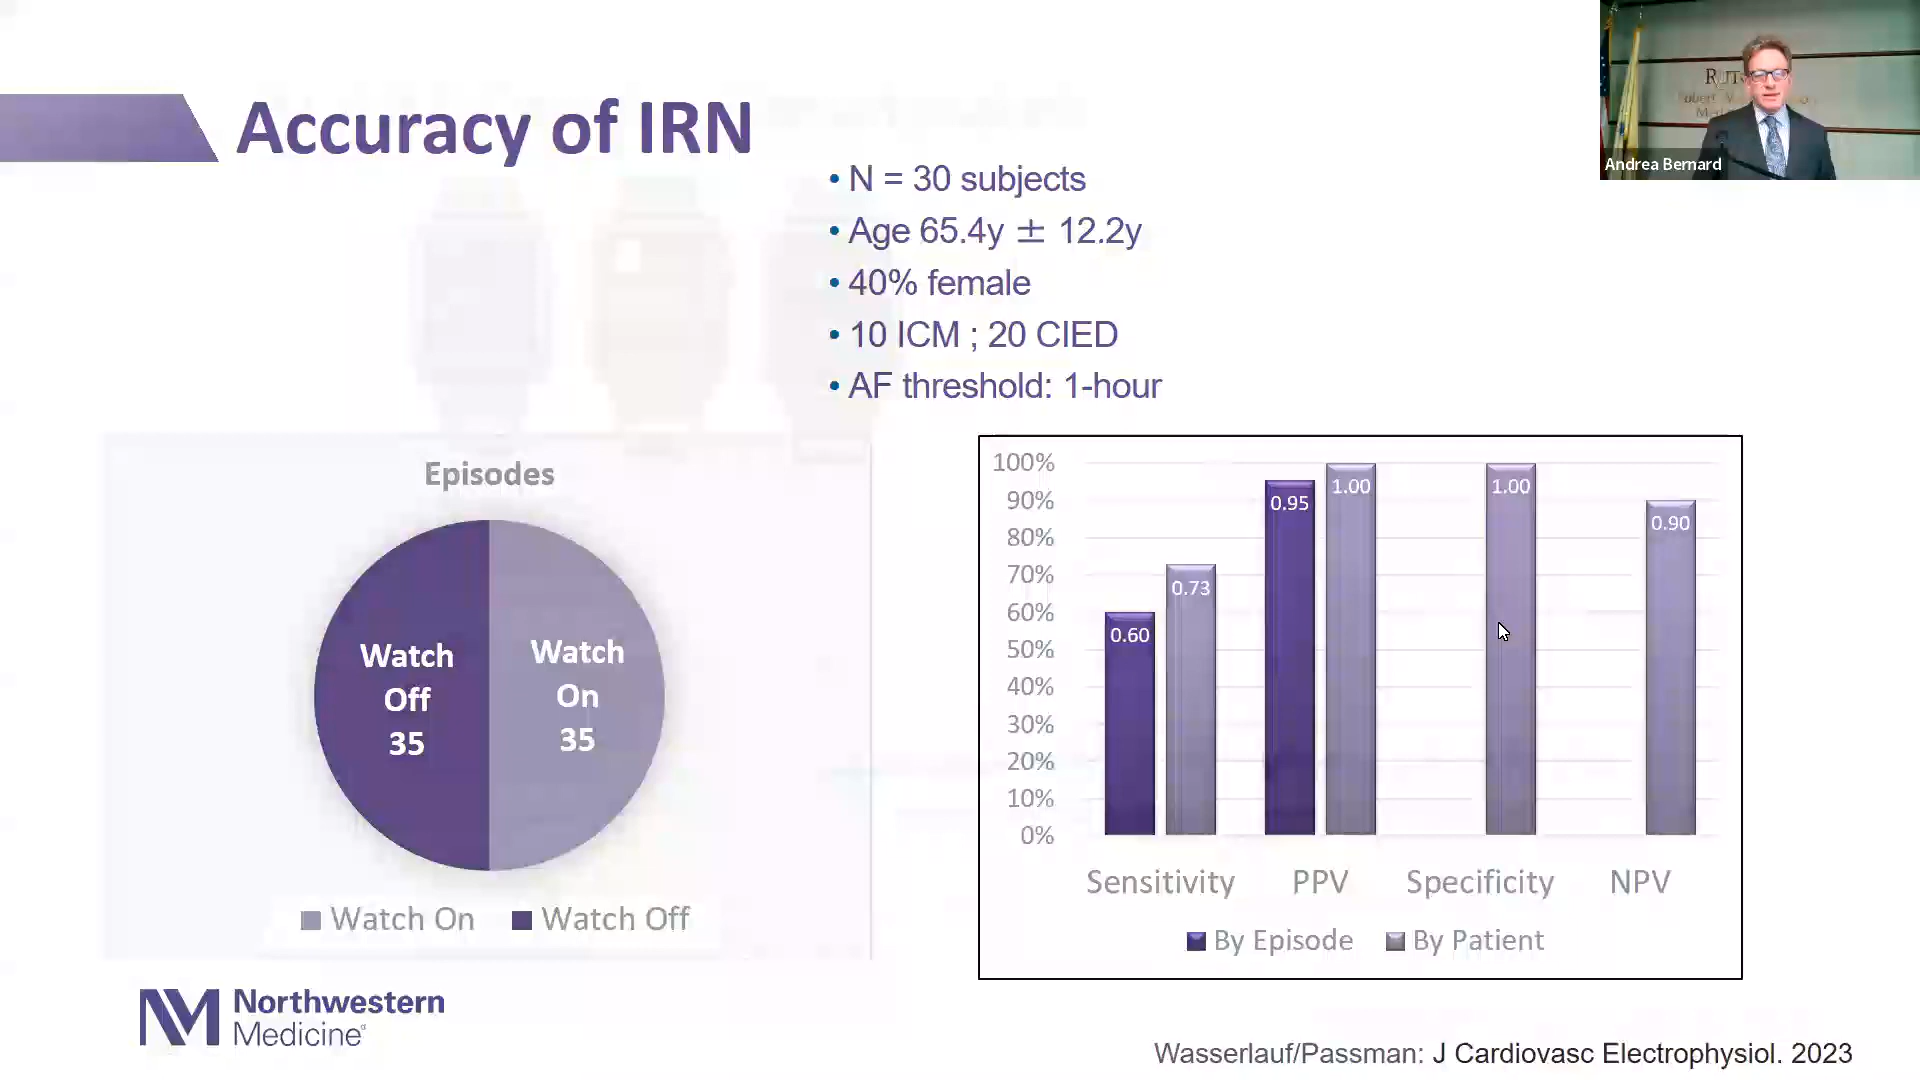 Accuracy of IRN
• N = 30 subjects
• Age 65.4y ± 12.2y
• 40% female
• 10 ICM ; 20 CIED
• AF threshold: 1-hour
Andrea Bernard
Episodes
Watch
Off
35
Watch
On
35
Watch On
Watch Off
100%
90%
80%
70%
60%
50%
40%
30%
20%
10%
0%
0.60
0.73
0.95
1.00
1.00
0.90
Sensitivity
PPV
Specificity
NPV
By Episode
By Patient
NM
Northwestern
Medicine
Wasserlauf/Passman: J Cardiovasc Electrophysiol. 2023